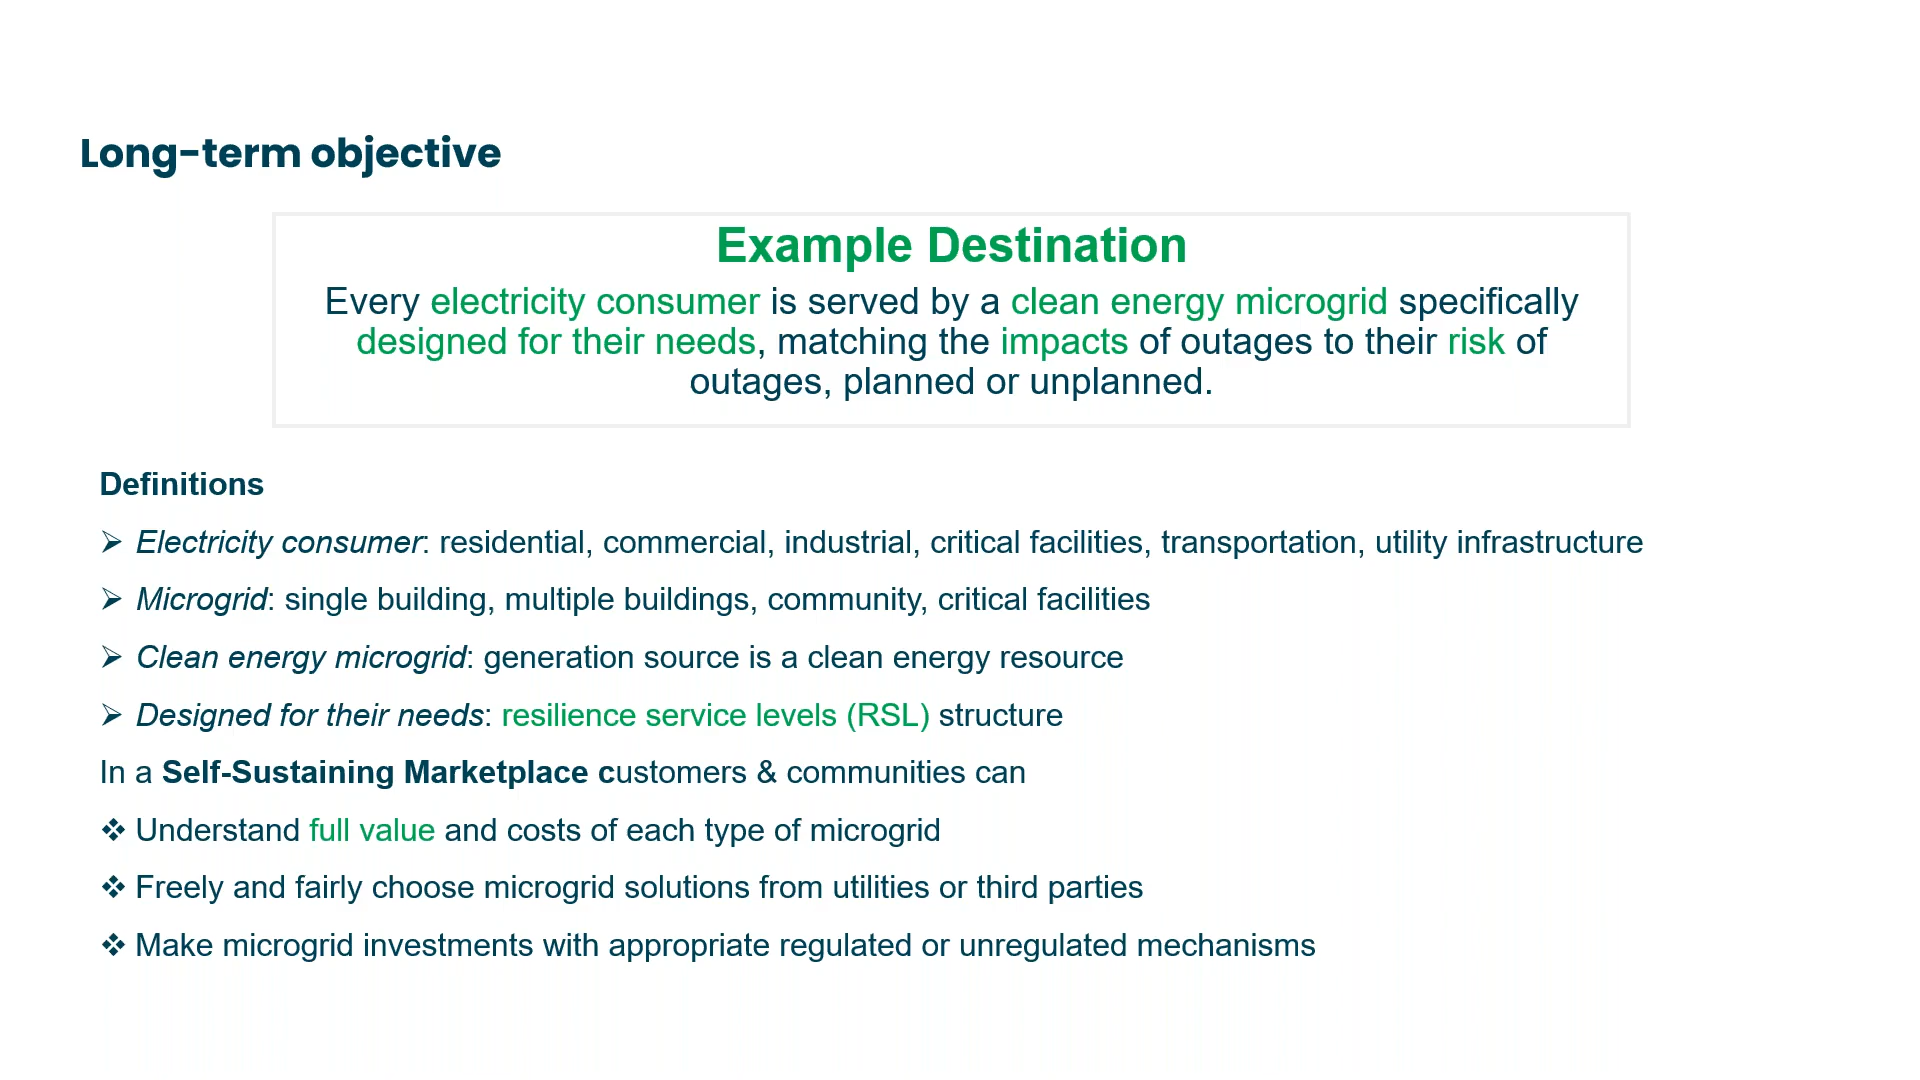 Long-term objective
Example Destination
Every electricity consumer is served by a clean energy microgrid specifically
designed for their needs, matching the impacts of outages to their risk of
outages, planned or unplanned.
Definitions
➢ Electricity consumer: residential, commercial, industrial, critical facilities, transportation, utility infrastructure
➢ Microgrid: single building, multiple buildings, community, critical facilities
➢ Clean energy microgrid: generation source is a clean energy resource
➢ Designed for their needs: resilience service levels (RSL) structure
In a Self-Sustaining Marketplace customers & communities can
❖ Understand full value and costs of each type of microgrid
❖ Freely and fairly choose microgrid solutions from utilities or third parties
❖ Make microgrid investments with appropriate regulated or unregulated mechanisms